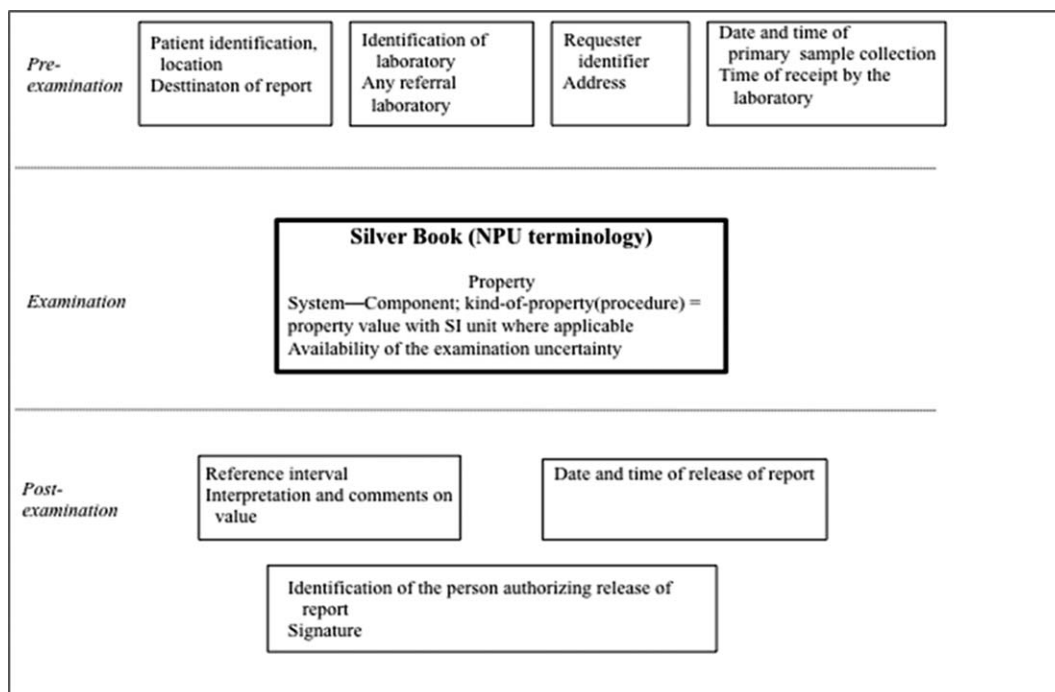 Pre-
examination
Patient identification,
location
Desttinaton of report
Identification of
laboratory
Any referral
laboratory
Requester
identifier
Address
Date and time of
primary sample collection
Time of receipt by the
laboratory
Examination
Silver Book (NPU terminology)
Property
System—Component; kind-of-property(procedure) =
property value with SI unit where applicable
Availability of the examination uncertainty
Post-
examination
Reference interval
Interpretation and comments on
value
Date and time of release of report
Identification of the person authorizing release of
report
Signature